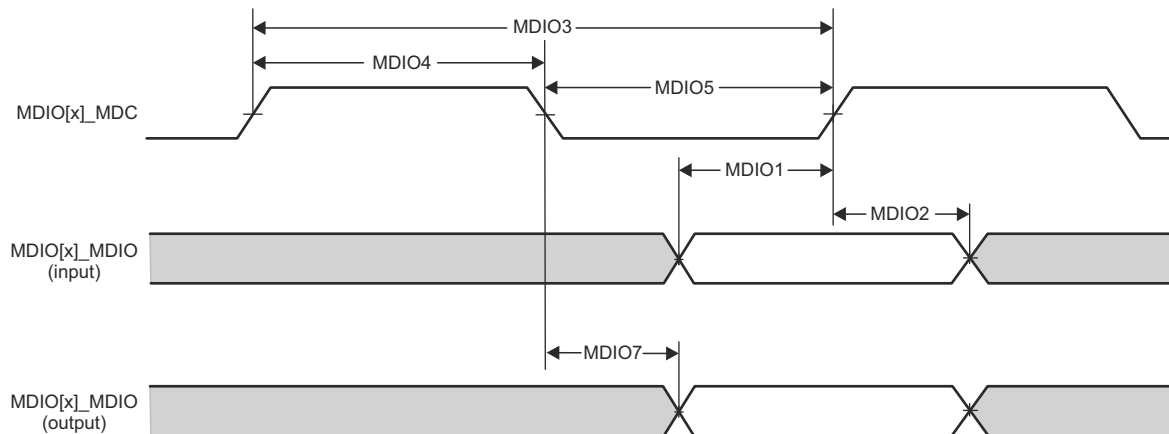 MDIO3
MDIO4
MDIO5
MDIO[x]_MDC
MDIO1
MDIO2
MDIO[x]_MDIO
(input)
MDIO7
MDIO[x]_MDIO
(output)